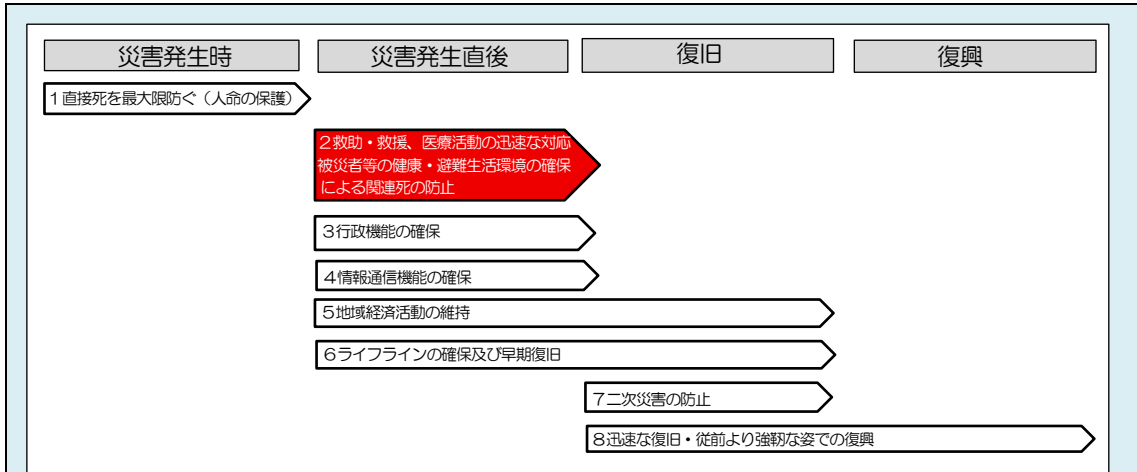 災害発生時
災害発生直後
復旧
復興
1直接死を最大限防ぐ（人命の保護）
2救助・救援、医療活動の迅速な対応
被災者等の健康・避難生活環境の確保
による関連死の防止
3行政機能の確保
4情報通信機能の確保
5地域経済活動の維持
6ライフラインの確保及び早期復旧
7二次災害の防止
8迅速な復旧・従前より強靭な姿での復興